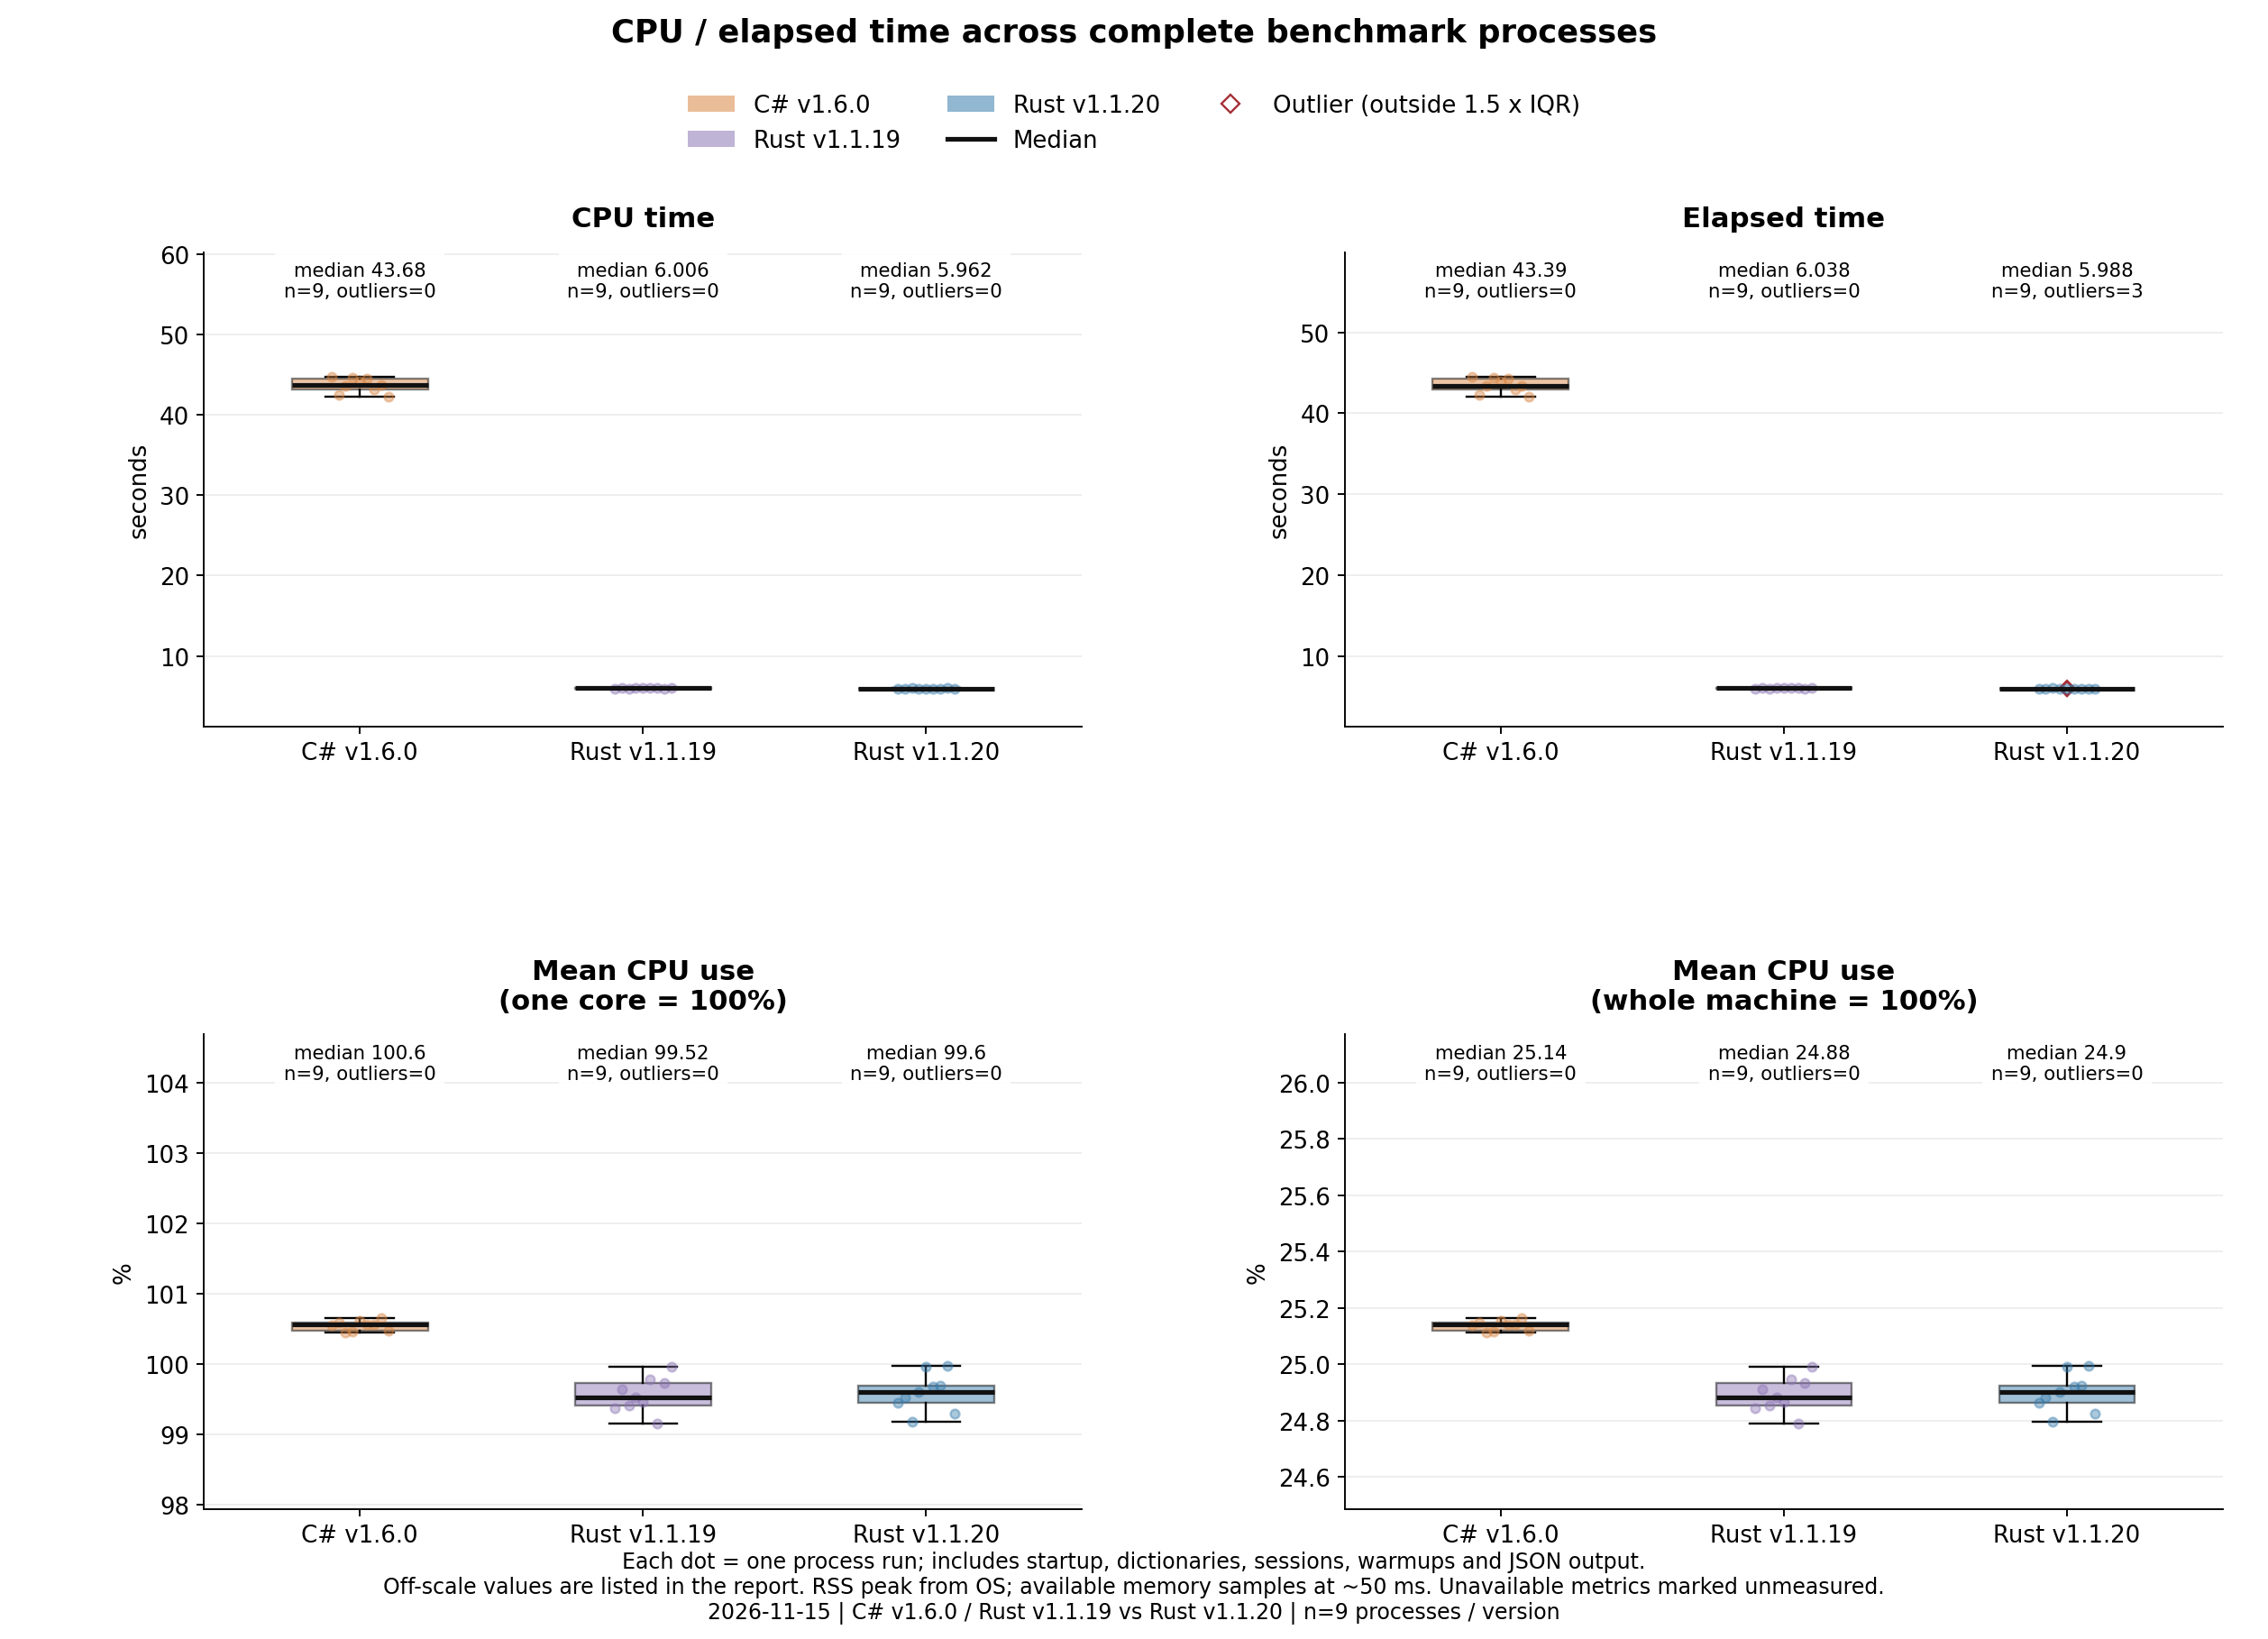 CPU / elapsed time across complete benchmark processes
C# v1.6.0
Rust v1.1.19
Rust v1.1.20
Median
Outlier (outside 1.5 x IQR)
CPU time
60
50
40
30
20
10
seconds
median 43.68
n=9, outliers=0
median 6.006
n=9, outliers=0
median 5.962
n=9, outliers=0
C# v1.6.0
Rust v1.1.19
Rust v1.1.20
Elapsed time
50
40
30
20
10
seconds
median 43.39
n=9, outliers=0
median 6.038
n=9, outliers=0
median 5.988
n=9, outliers=3
C# v1.6.0
Rust v1.1.19
Rust v1.1.20
Mean CPU use
(one core = 100%)
104
103
102
101
100
99
98
%
median 100.6
n=9, outliers=0
median 99.52
n=9, outliers=0
median 99.6
n=9, outliers=0
C# v1.6.0
Rust v1.1.19
Rust v1.1.20
Mean CPU use
(whole machine = 100%)
26.0
25.8
25.6
25.4
25.2
25.0
24.8
24.6
%
median 25.14
n=9, outliers=0
median 24.88
n=9, outliers=0
median 24.9
n=9, outliers=0
C# v1.6.0
Rust v1.1.19
Rust v1.1.20
Each dot = one process run; includes startup, dictionaries, sessions, warmups and JSON output.
Off-scale values are listed in the report. RSS peak from OS; available memory samples at ~50 ms. Unavailable metrics marked unmeasured.
2026-11-15 | C# v1.6.0 / Rust v1.1.19 vs Rust v1.1.20 | n=9 processes / version